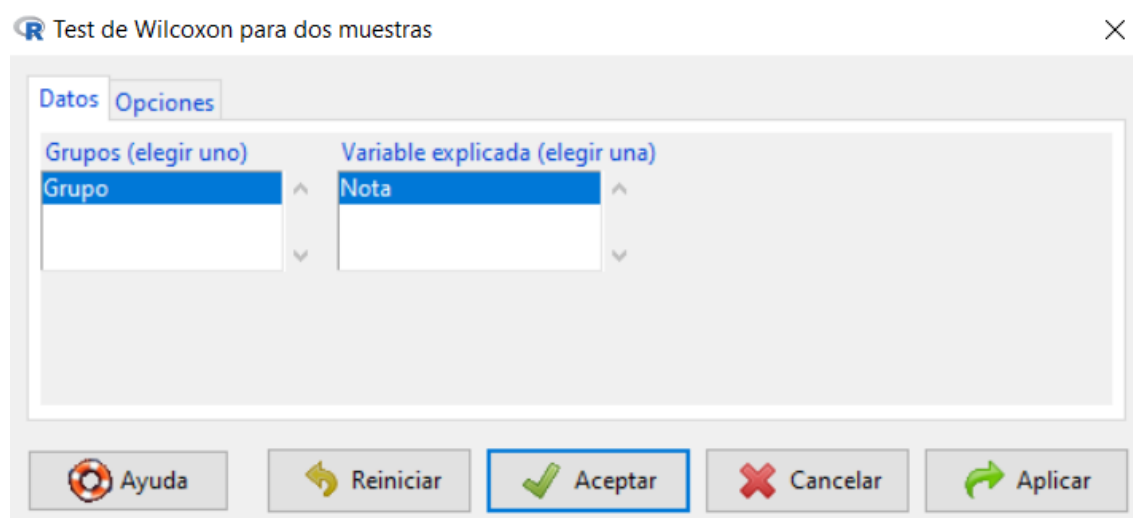 Test de Wilcoxon para dos muestras
Datos Opciones
Grupos (elegir uno) Variable explicada (elegir una)
Grupo Nota
Ayuda Reiniciar Aceptar Cancelar Aplicar